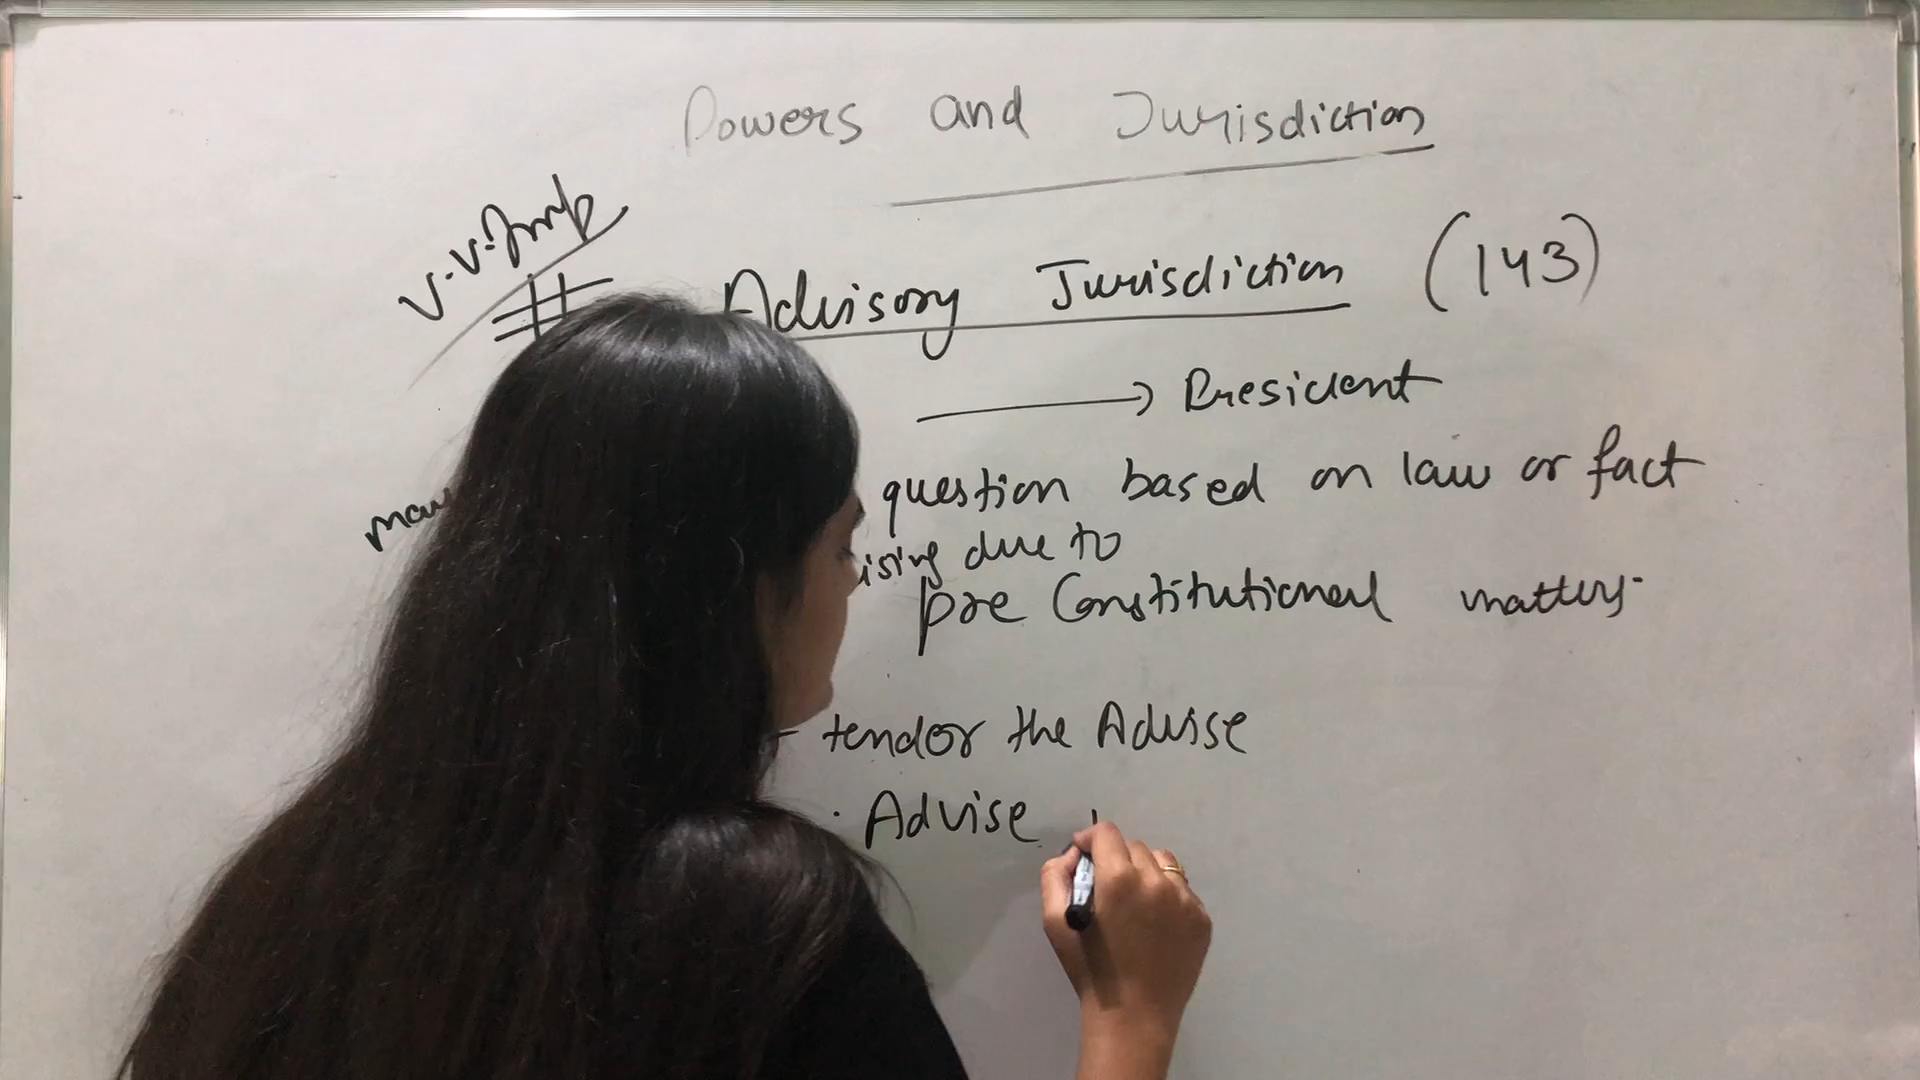 Powers and Jurisdiction
V.V.Imp
# Advisory Jurisdiction (143)
→ President
question based on law or fact
due to
pre Constitutional matters.
- tendor the Advise
. Advise